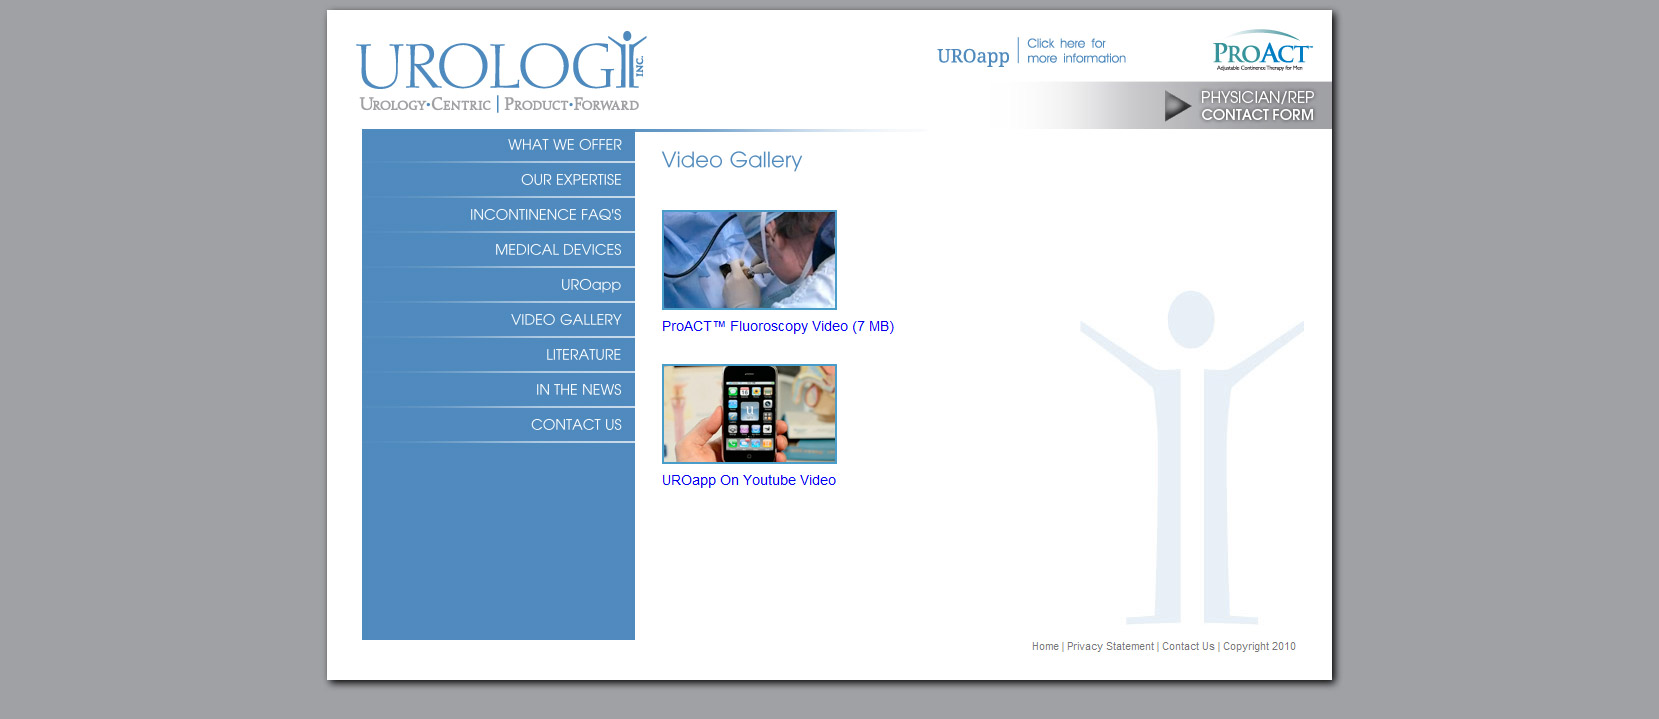 UROLOGY INC.
UROLOGY•CENTRIC | PRODUCT•FORWARD
UROapp | Click here for
more information
PROACT™
Adjustable Continence Therapy for Men
PHYSICIAN/REP
CONTACT FORM
WHAT WE OFFER
OUR EXPERTISE
INCONTINENCE FAQ'S
MEDICAL DEVICES
UROapp
VIDEO GALLERY
LITERATURE
IN THE NEWS
CONTACT US
Video Gallery
ProACT™ Fluoroscopy Video (7 MB)
u
UROapp On Youtube Video
Home | Privacy Statement | Contact Us | Copyright 2010